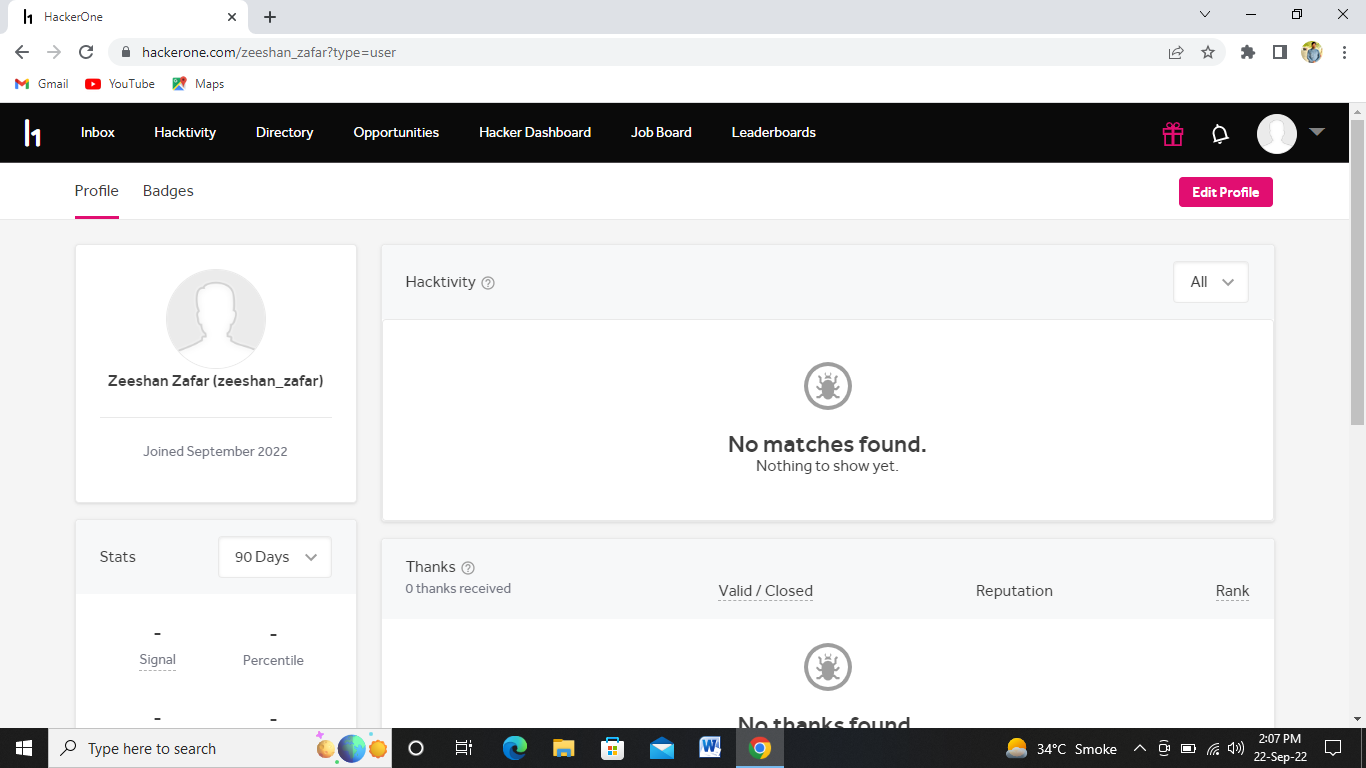 HackerOne
hackerone.com/zeeshan_zafar?type=user
Gmail YouTube Maps
Inbox Hacktivity Directory Opportunities Hacker Dashboard Job Board Leaderboards
Profile Badges Edit Profile
Zeeshan Zafar (zeeshan_zafar)
Joined September 2022
Hacktivity All
No matches found.
Nothing to show yet.
Stats 90 Days
-
Signal
-
Percentile
-
-
Thanks
0 thanks received
Valid / Closed Reputation Rank
No thanks found
Type here to search
34°C Smoke
2:07 PM
22-Sep-22